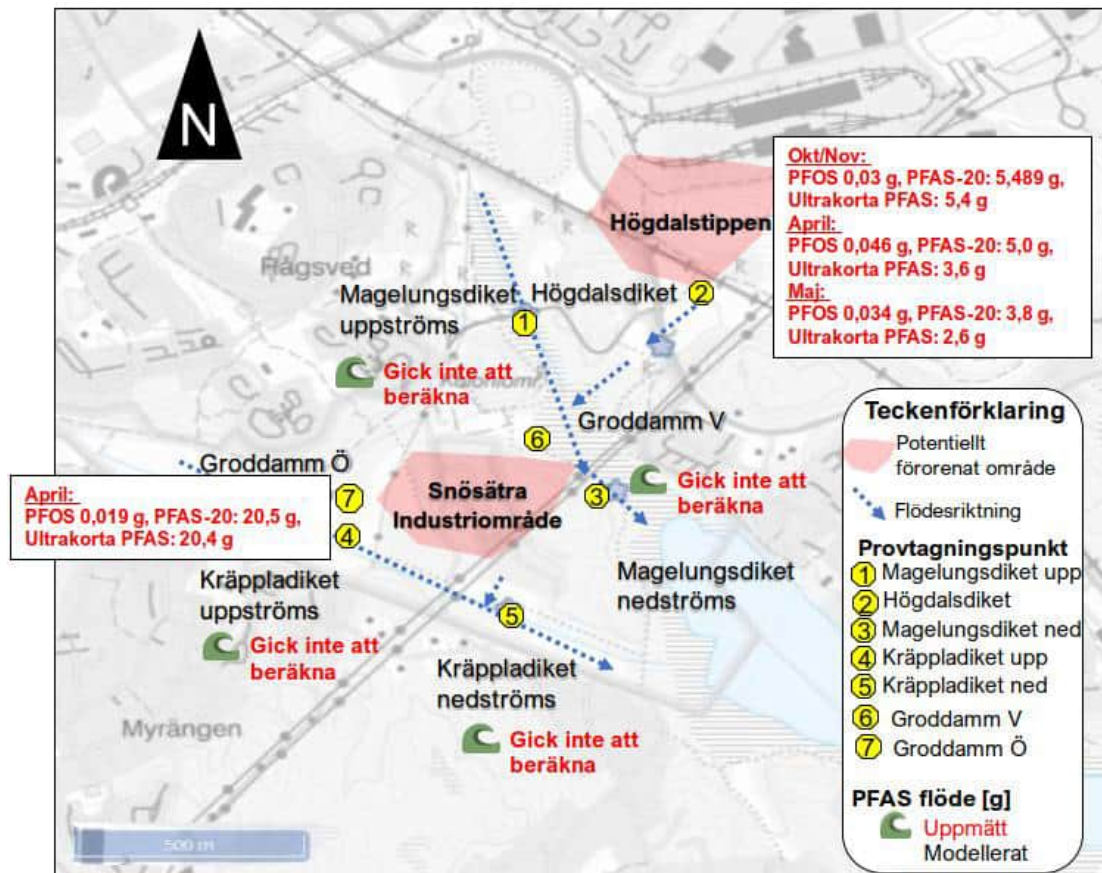 N
Okt/Nov:
PFOS 0,03 g, PFAS-20: 5,489 g,
Ultrakorta PFAS: 5,4 g
April:
PFOS 0,046 g, PFAS-20: 5,0 g,
Ultrakorta PFAS: 3,6 g
Maj:
PFOS 0,034 g, PFAS-20: 3,8 g,
Ultrakorta PFAS: 2,6 g
Högdalstippen
Rågsved
Magelungsdiket
uppströms
Högdalsdiket
2
1
Gick inte att
beräkna
Groddamm V
6
Groddamm Ö
Gick inte att
beräkna
April:
PFOS 0,019 g, PFAS-20: 20,5 g,
Ultrakorta PFAS: 20,4 g
7
4
Snösätra
Industriområde
3
Kräppladiket
uppströms
Magelungsdiket
nedströms
Gick inte att
beräkna
5
Kräppladiket
nedströms
Myrängen
Gick inte att
beräkna
500 m
Teckenförklaring
Potentiellt
förorenat område
Flödesriktning
Provtagningspunkt
1 Magelungsdiket upp
2 Högdalsdiket
3 Magelungsdiket ned
4 Kräppladiket upp
5 Kräppladiket ned
6 Groddamm V
7 Groddamm Ö
PFAS flöde [g]
Uppmätt
Modellerat